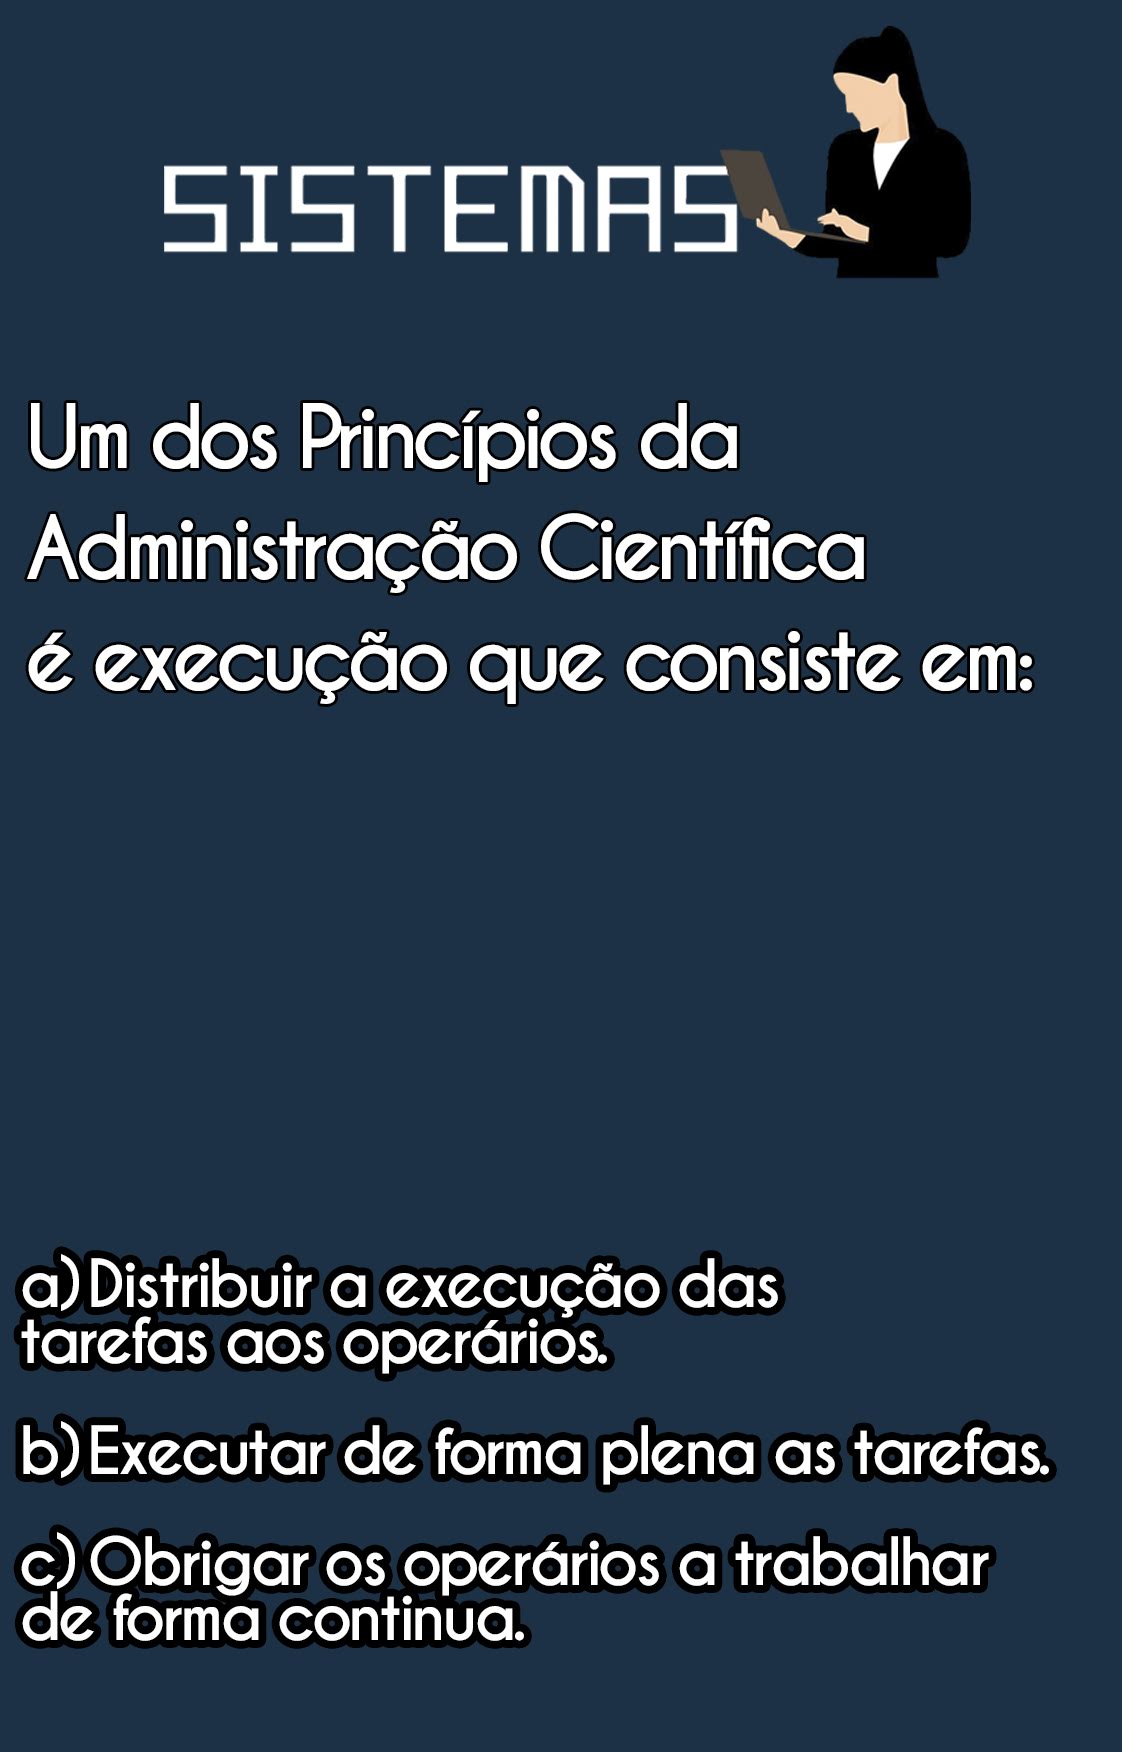 SISTEMAS
Um dos Princípios da
Administração Científica
é execução que consiste em:
a) Distribuir a execução das
tarefas aos operários.
b) Executar de forma plena as tarefas.
c) Obrigar os operários a trabalhar
de forma continua.